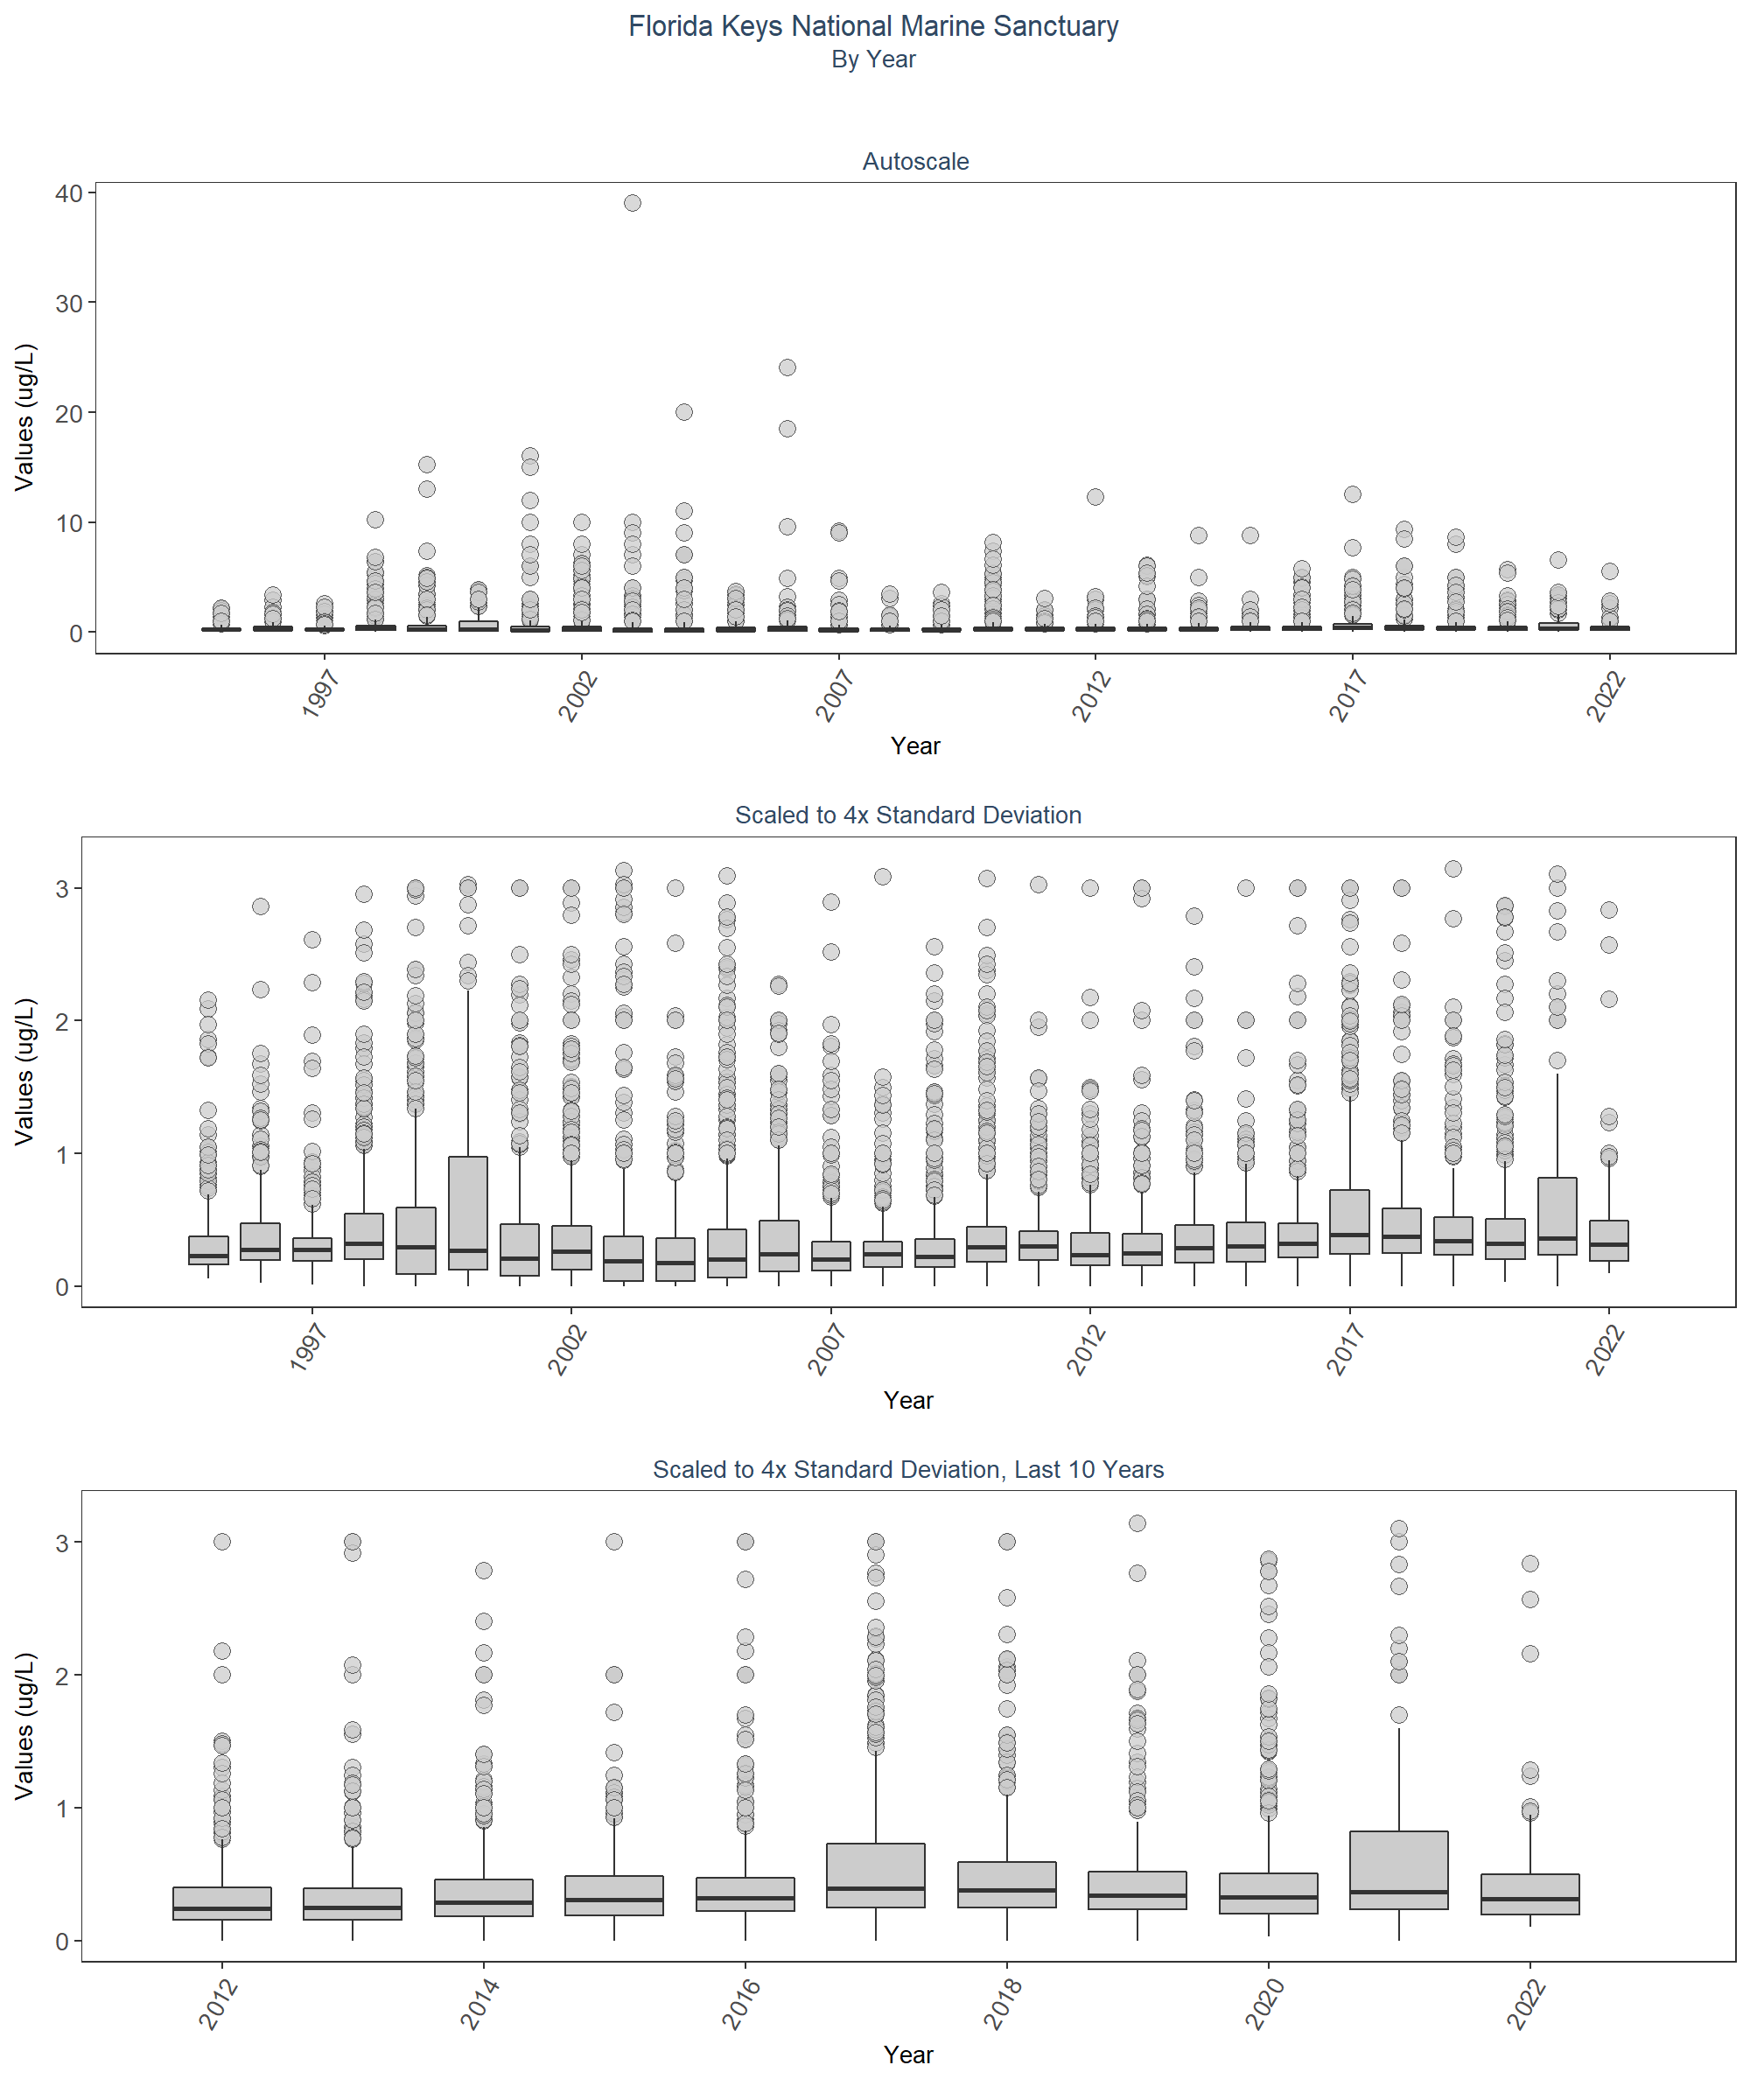 Florida Keys National Marine Sanctuary
By Year
Autoscale
Values (ug/L)
40
30
20
10
0
1997 2002 2007 2012 2017 2022
Year
Scaled to 4x Standard Deviation
Values (ug/L)
3
2
1
0
1997 2002 2007 2012 2017 2022
Year
Scaled to 4x Standard Deviation, Last 10 Years
Values (ug/L)
3
2
1
0
2012 2014 2016 2018 2020 2022
Year